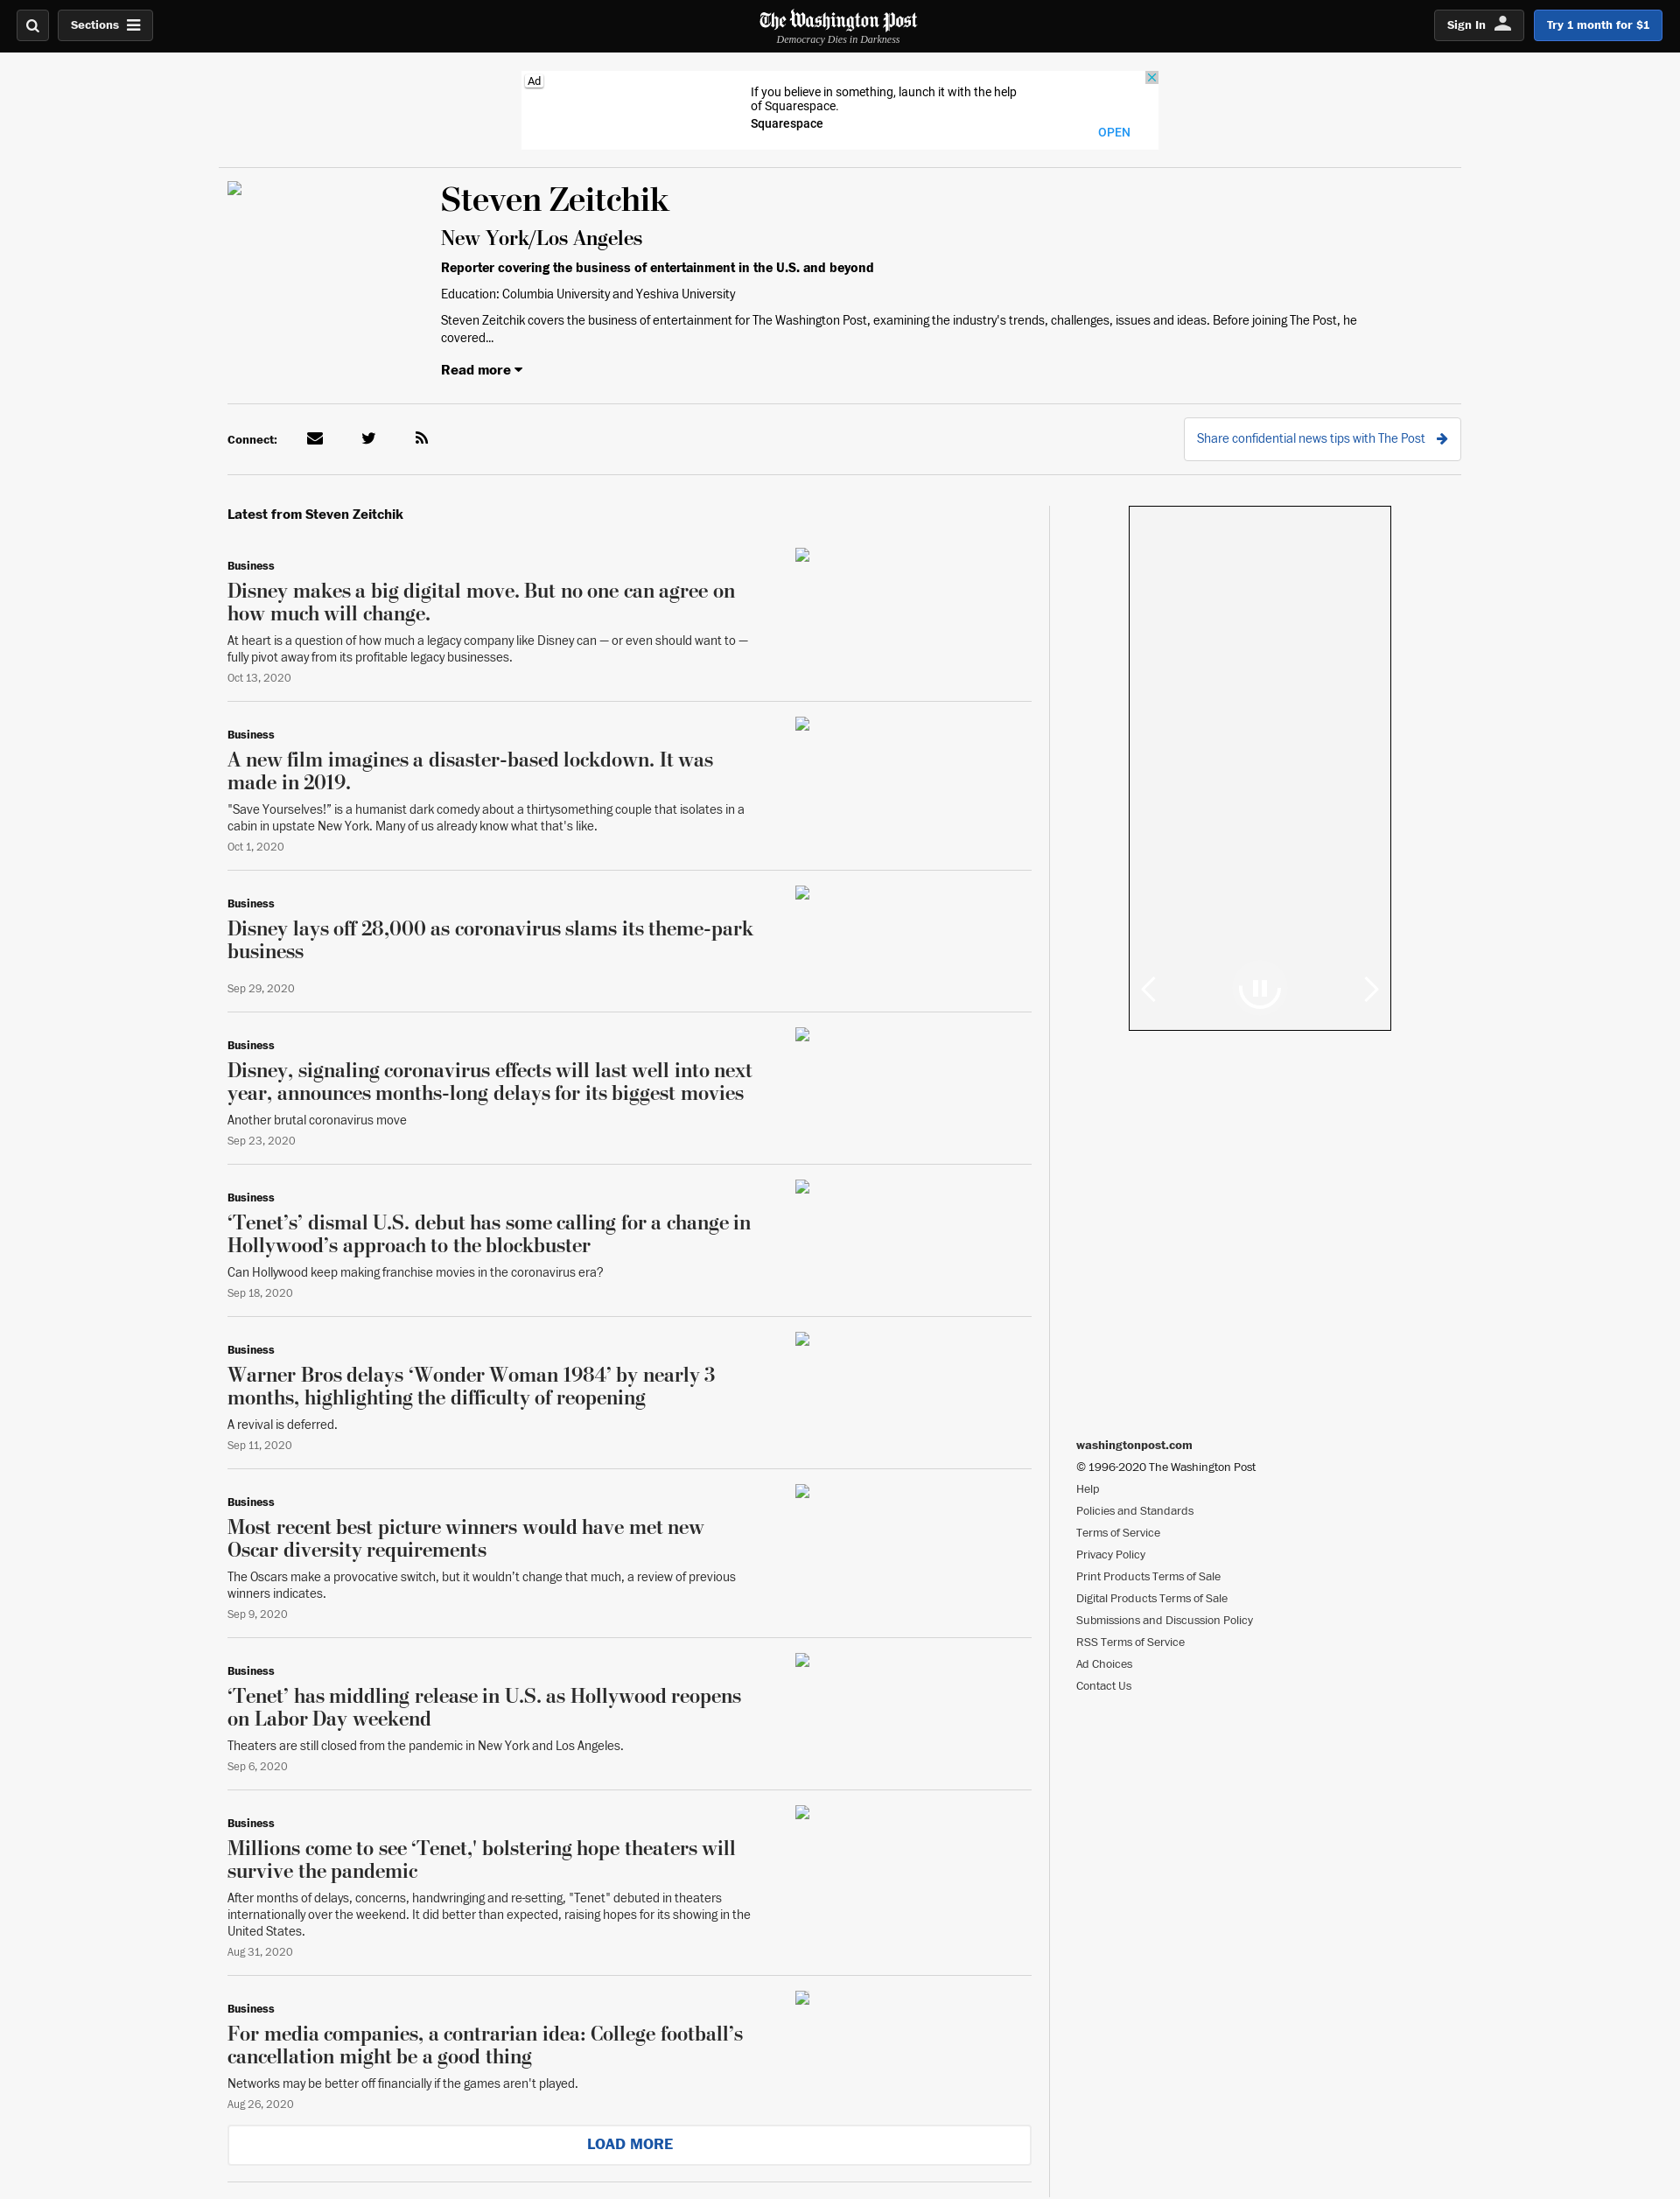 Sections
The Washington Post
Democracy Dies in Darkness
Sign In
Try 1 month for $1
Ad
If you believe in something, launch it with the help
of Squarespace.
Squarespace
OPEN
Steven Zeitchik
New York/Los Angeles
Reporter covering the business of entertainment in the U.S. and beyond
Education: Columbia University and Yeshiva University
Steven Zeitchik covers the business of entertainment for The Washington Post, examining the industry's trends, challenges, issues and ideas. Before joining The Post, he
covered...
Read more
Connect:
Share confidential news tips with The Post
Latest from Steven Zeitchik
Business
Disney makes a big digital move. But no one can agree on
how much will change.
At heart is a question of how much a legacy company like Disney can — or even should want to —
fully pivot away from its profitable legacy businesses.
Oct 13, 2020
Business
A new film imagines a disaster-based lockdown. It was
made in 2019.
"Save Yourselves!” is a humanist dark comedy about a thirtysomething couple that isolates in a
cabin in upstate New York. Many of us already know what that's like.
Oct 1, 2020
Business
Disney lays off 28,000 as coronavirus slams its theme-park
business
Sep 29, 2020
Business
Disney, signaling coronavirus effects will last well into next
year, announces months-long delays for its biggest movies
Another brutal coronavirus move
Sep 23, 2020
Business
‘Tenet’s’ dismal U.S. debut has some calling for a change in
Hollywood’s approach to the blockbuster
Can Hollywood keep making franchise movies in the coronavirus era?
Sep 18, 2020
Business
Warner Bros delays ‘Wonder Woman 1984’ by nearly 3
months, highlighting the difficulty of reopening
A revival is deferred.
Sep 11, 2020
Business
Most recent best picture winners would have met new
Oscar diversity requirements
The Oscars make a provocative switch, but it wouldn’t change that much, a review of previous
winners indicates.
Sep 9, 2020
Business
‘Tenet’ has middling release in U.S. as Hollywood reopens
on Labor Day weekend
Theaters are still closed from the pandemic in New York and Los Angeles.
Sep 6, 2020
Business
Millions come to see ‘Tenet,' bolstering hope theaters will
survive the pandemic
After months of delays, concerns, handwringing and re-setting, "Tenet" debuted in theaters
internationally over the weekend. It did better than expected, raising hopes for its showing in the
United States.
Aug 31, 2020
Business
For media companies, a contrarian idea: College football’s
cancellation might be a good thing
Networks may be better off financially if the games aren't played.
Aug 26, 2020
LOAD MORE
washingtonpost.com
© 1996-2020 The Washington Post
Help
Policies and Standards
Terms of Service
Privacy Policy
Print Products Terms of Sale
Digital Products Terms of Sale
Submissions and Discussion Policy
RSS Terms of Service
Ad Choices
Contact Us